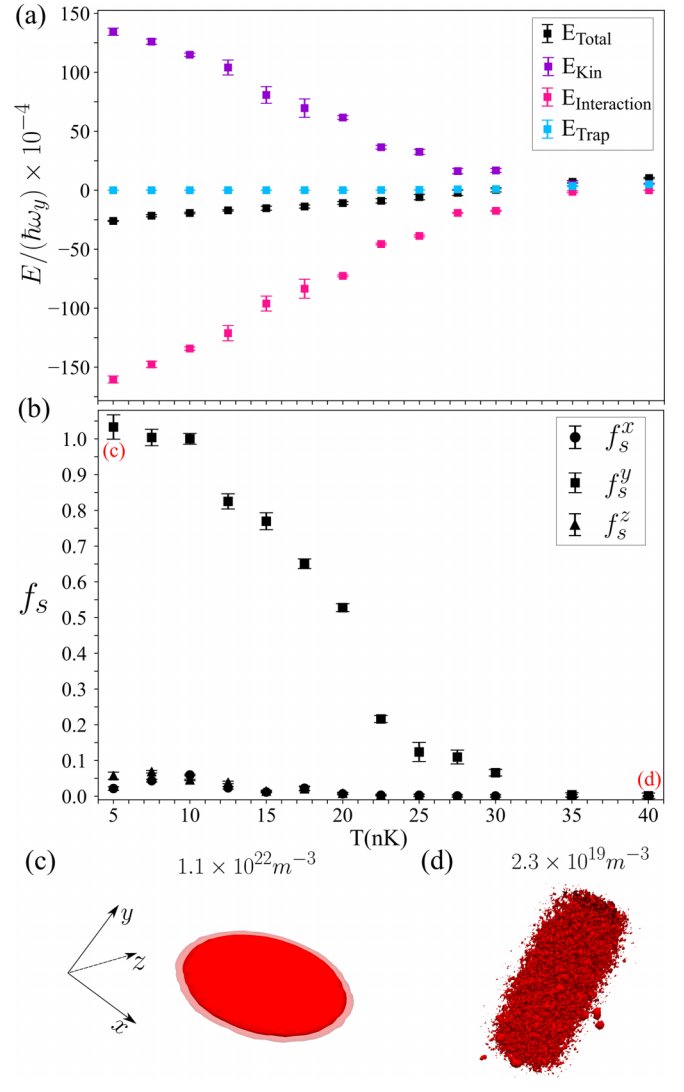 (a)
150
100
50
0
−50
−100
−150
E/(ℏω_y) × 10^{−4}
E_Total
E_Kin
E_Interaction
E_Trap
(b)
1.0
0.9
0.8
0.7
0.6
0.5
0.4
0.3
0.2
0.1
0.0
f_s
(c)
f_s^x
f_s^y
f_s^z
(d)
5 10 15 20 25 30 35 40
T(nK)
(c)
1.1 × 10^{22}m^{−3}
y
z
x
(d)
2.3 × 10^{19}m^{−3}